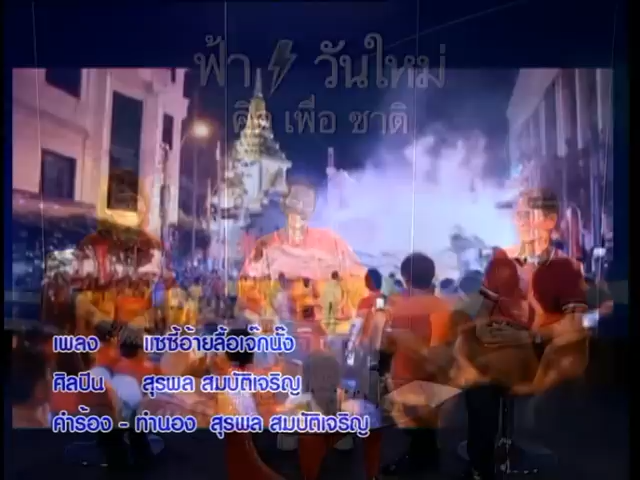 ฟ้า วันใหม่
คิด เพื่อ ชาติ
เพลง แซซี้อ้ายลื้อเจ๊กนั๊ง
ศิลปิน สุรพล สมบัติเจริญ
คำร้อง - ทำนอง สุรพล สมบัติเจริญ